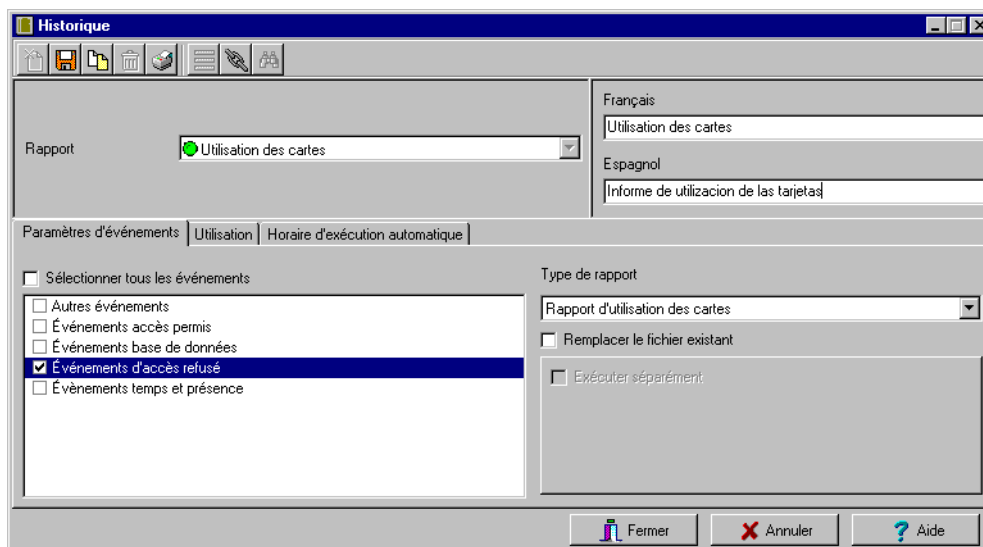 Historique
Français
Utilisation des cartes
Rapport
Utilisation des cartes
Espagnol
Informe de utilizacion de las tarjetas
Paramètres d'événements
Utilisation
Horaire d'exécution automatique
Sélectionner tous les événements
Autres événements
Événements accès permis
Événements base de données
Événements d'accès refusé
Évènements temps et présence
Type de rapport
Rapport d'utilisation des cartes
Remplacer le fichier existant
Exécuter séparément
Fermer
Annuler
Aide